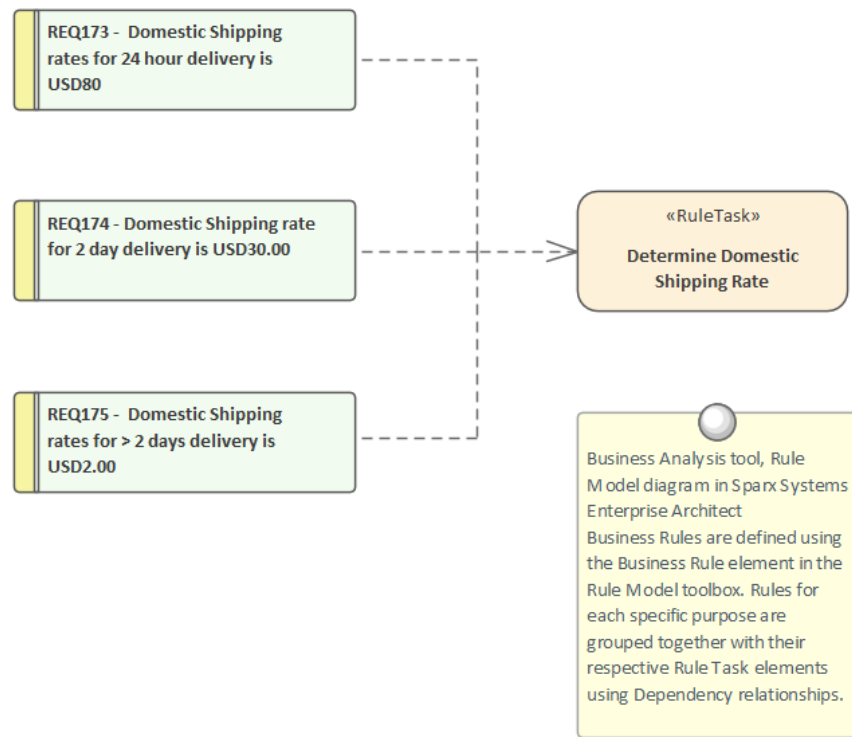 REQ173 - Domestic Shipping
rates for 24 hour delivery is
USD80
REQ174 - Domestic Shipping rate
for 2 day delivery is USD30.00
REQ175 - Domestic Shipping
rates for > 2 days delivery is
USD2.00
«RuleTask»
Determine Domestic
Shipping Rate
Business Analysis tool, Rule
Model diagram in Sparx Systems
Enterprise Architect
Business Rules are defined using
the Business Rule element in the
Rule Model toolbox. Rules for
each specific purpose are
grouped together with their
respective Rule Task elements
using Dependency relationships.